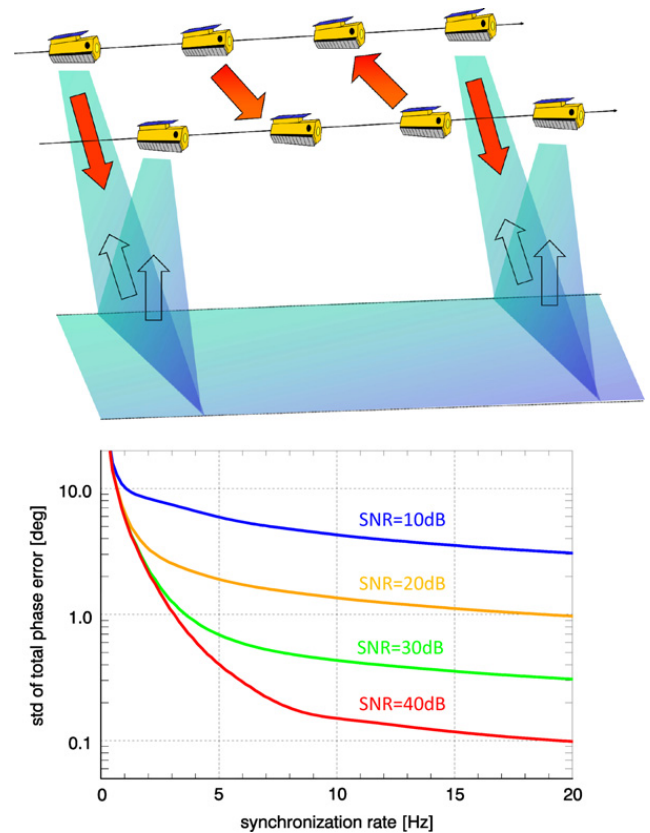 std of total phase error [deg]
10.0
1.0
0.1
SNR=10dB
SNR=20dB
SNR=30dB
SNR=40dB
0 5 10 15 20
synchronization rate [Hz]